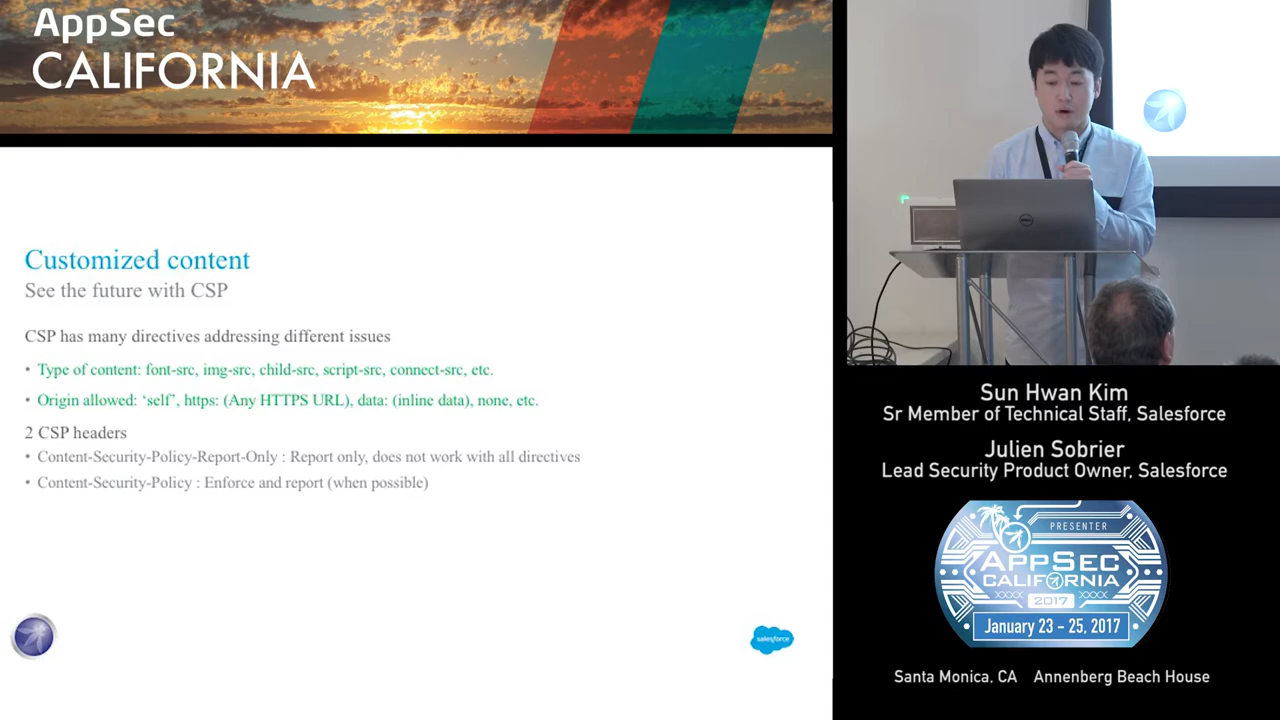 AppSec
CALIFORNIA
Customized content
See the future with CSP
CSP has many directives addressing different issues
• Type of content: font-src, img-src, child-src, script-src, connect-src, etc.
• Origin allowed: ‘self’, https: (Any HTTPS URL), data: (inline data), none, etc.
2 CSP headers
• Content-Security-Policy-Report-Only : Report only, does not work with all directives
• Content-Security-Policy : Enforce and report (when possible)
salesforce
DELL
Sun Hwan Kim
Sr Member of Technical Staff, Salesforce
Julien Sobrier
Lead Security Product Owner, Salesforce
PRESENTER
APPSEC
CALIFORNIA
2017
January 23 - 25, 2017
Santa Monica, CA Annenberg Beach House